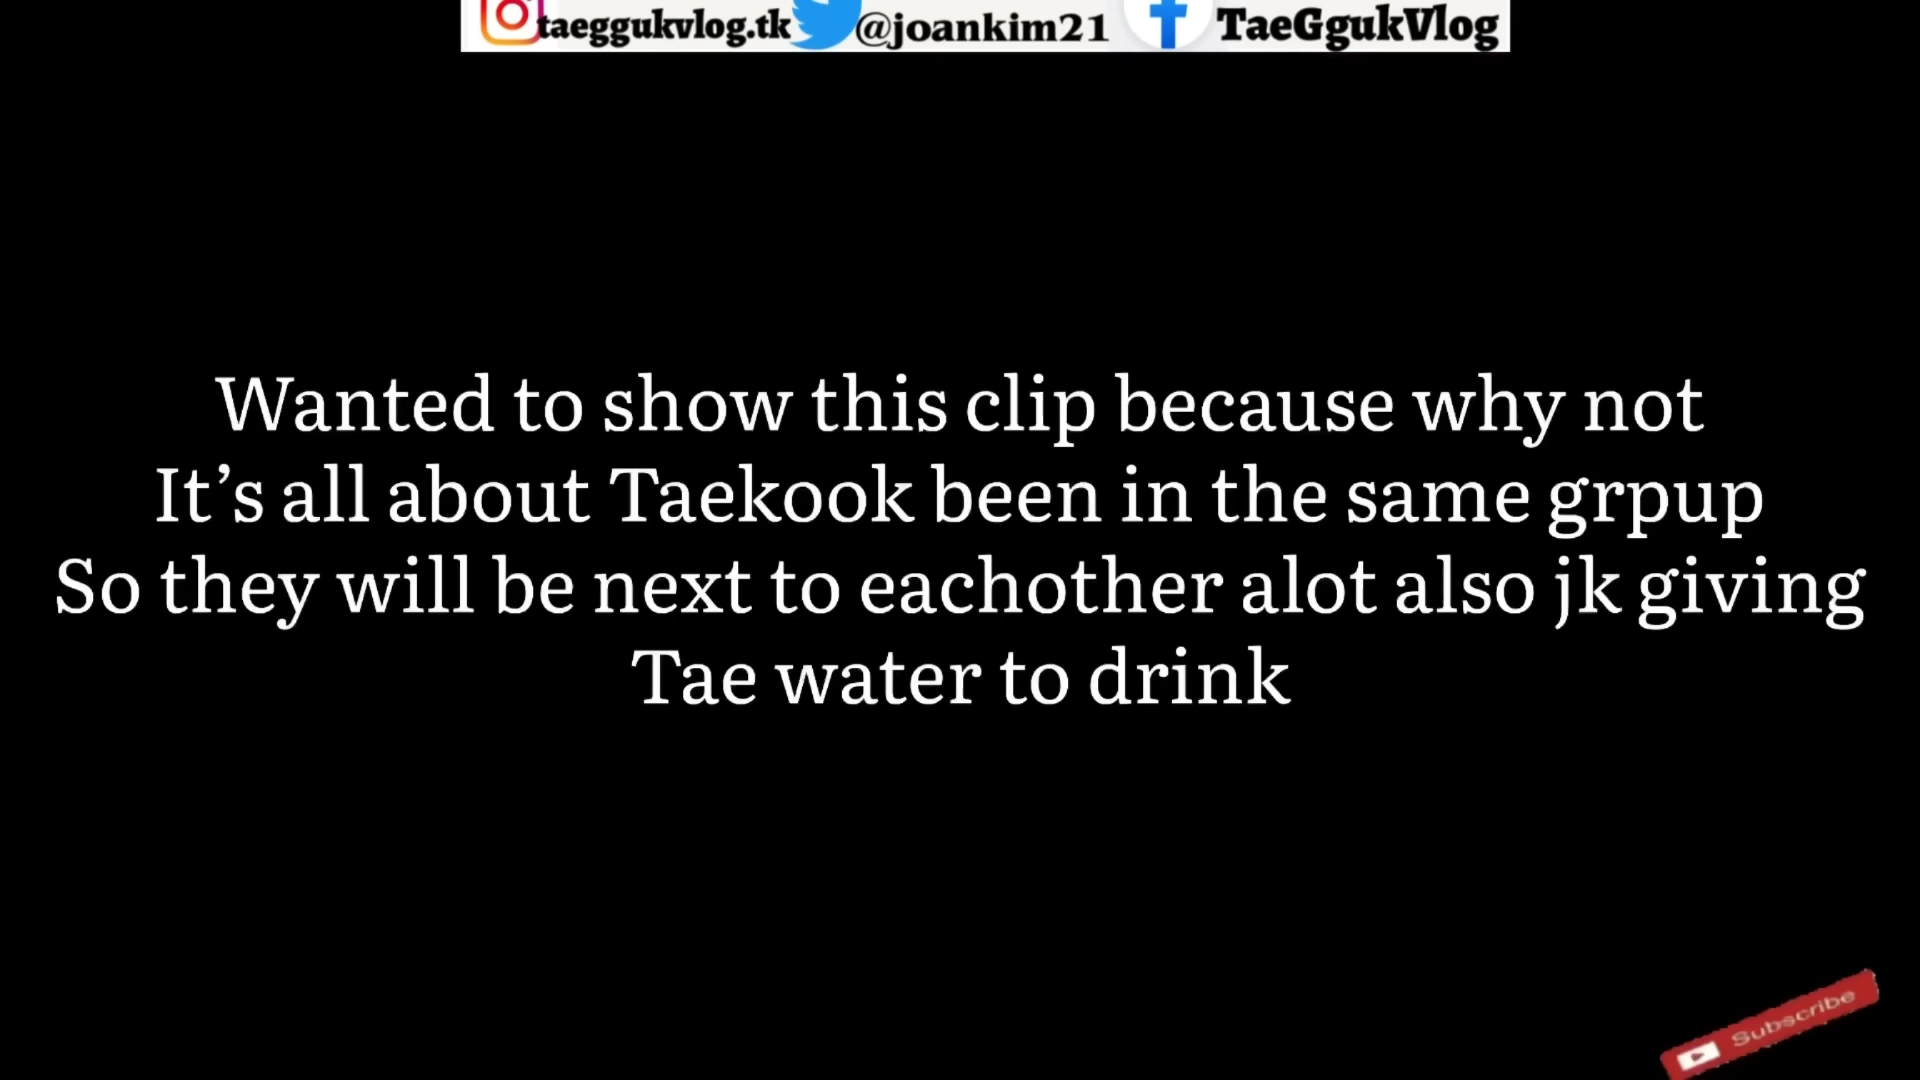 taeggukvlog.tk @joankim21 TaeGgukVlog
Wanted to show this clip because why not
It’s all about Taekook been in the same grpup
So they will be next to eachother alot also jk giving
Tae water to drink
Subscribe